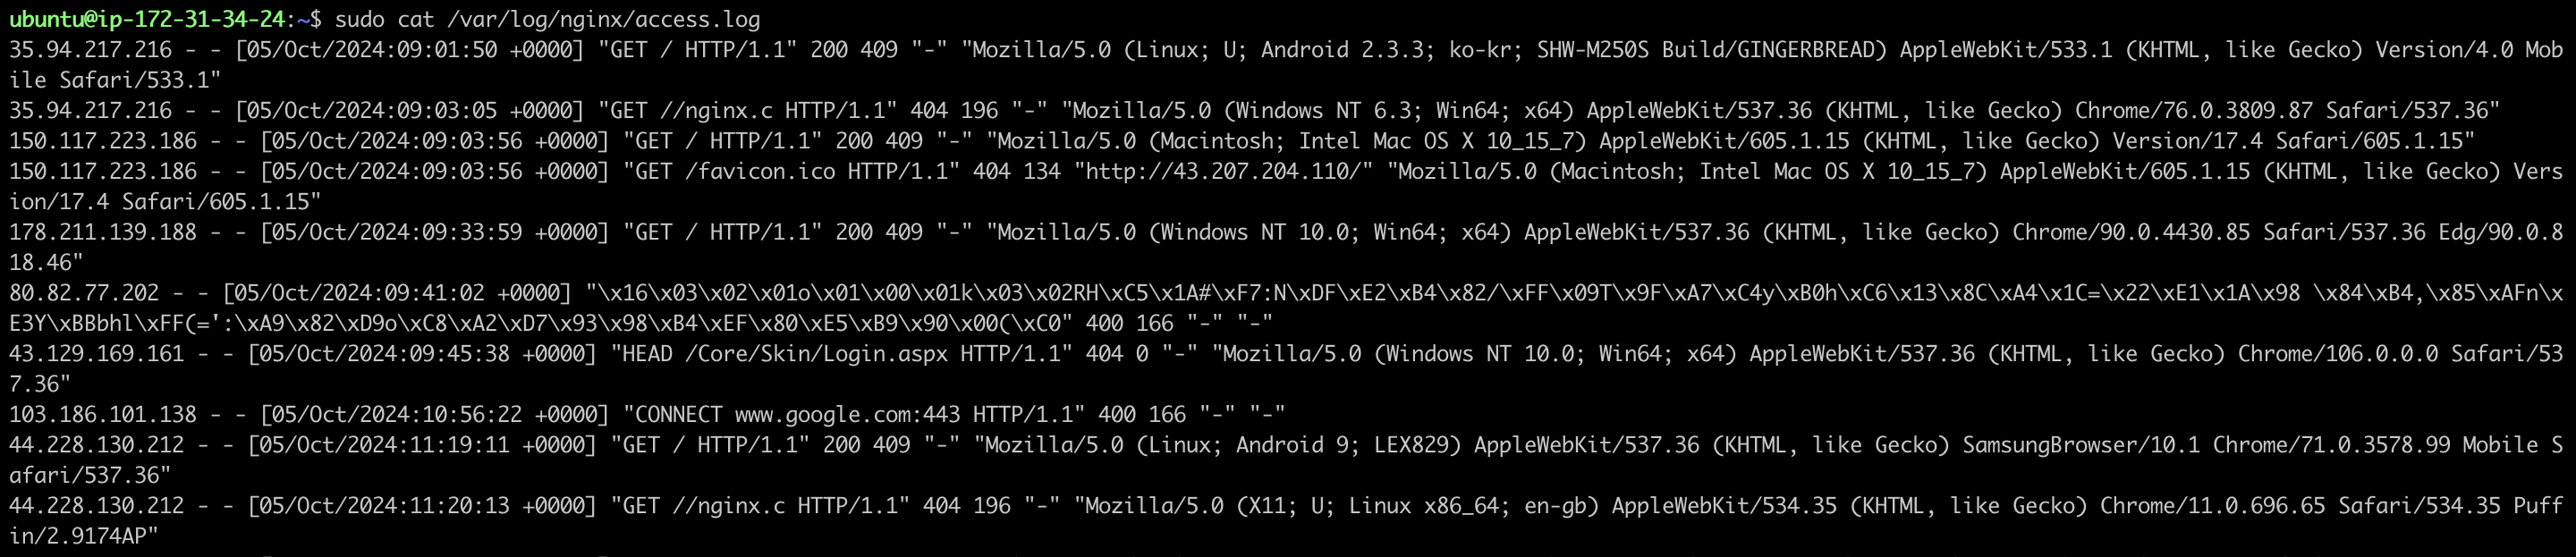 ubuntu@ip-172-31-34-24:~$ sudo cat /var/log/nginx/access.log
35.94.217.216 - - [05/Oct/2024:09:01:50 +0000] "GET / HTTP/1.1" 200 409 "-" "Mozilla/5.0 (Linux; U; Android 2.3.3; ko-kr; SHW-M250S Build/GINGERBREAD) AppleWebKit/533.1 (KHTML, like Gecko) Version/4.0 Mob
ile Safari/533.1"
35.94.217.216 - - [05/Oct/2024:09:03:05 +0000] "GET //nginx.c HTTP/1.1" 404 196 "-" "Mozilla/5.0 (Windows NT 6.3; Win64; x64) AppleWebKit/537.36 (KHTML, like Gecko) Chrome/76.0.3809.87 Safari/537.36"
150.117.223.186 - - [05/Oct/2024:09:03:56 +0000] "GET / HTTP/1.1" 200 409 "-" "Mozilla/5.0 (Macintosh; Intel Mac OS X 10_15_7) AppleWebKit/605.1.15 (KHTML, like Gecko) Version/17.4 Safari/605.1.15"
150.117.223.186 - - [05/Oct/2024:09:03:56 +0000] "GET /favicon.ico HTTP/1.1" 404 134 "http://43.207.204.110/" "Mozilla/5.0 (Macintosh; Intel Mac OS X 10_15_7) AppleWebKit/605.1.15 (KHTML, like Gecko) Vers
ion/17.4 Safari/605.1.15"
178.211.139.188 - - [05/Oct/2024:09:33:59 +0000] "GET / HTTP/1.1" 200 409 "-" "Mozilla/5.0 (Windows NT 10.0; Win64; x64) AppleWebKit/537.36 (KHTML, like Gecko) Chrome/90.0.4430.85 Safari/537.36 Edg/90.0.8
18.46"
80.82.77.202 - - [05/Oct/2024:09:41:02 +0000] "\x16\x03\x02\x01o\x01\x00\x01k\x03\x02RH\xC5\x1A#\xF7:N\xDF\xE2\xB4\x82/\xFF\x09T\x9F\xA7\xC4y\xB0h\xC6\x13\x8C\xA4\x1C=\x22\xE1\x1A\x98 \x84\xB4,\x85\xAFn\x
E3Y\xBBbhl\xFF(=':\xA9\x82\xD9o\xC8\xA2\xD7\x93\x98\xB4\xEF\x80\xE5\xB9\x90\x00(\xC0" 400 166 "-" "-"
43.129.169.161 - - [05/Oct/2024:09:45:38 +0000] "HEAD /Core/Skin/Login.aspx HTTP/1.1" 404 0 "-" "Mozilla/5.0 (Windows NT 10.0; Win64; x64) AppleWebKit/537.36 (KHTML, like Gecko) Chrome/106.0.0.0 Safari/53
7.36"
103.186.101.138 - - [05/Oct/2024:10:56:22 +0000] "CONNECT www.google.com:443 HTTP/1.1" 400 166 "-" "-"
44.228.130.212 - - [05/Oct/2024:11:19:11 +0000] "GET / HTTP/1.1" 200 409 "-" "Mozilla/5.0 (Linux; Android 9; LEX829) AppleWebKit/537.36 (KHTML, like Gecko) SamsungBrowser/10.1 Chrome/71.0.3578.99 Mobile S
afari/537.36"
44.228.130.212 - - [05/Oct/2024:11:20:13 +0000] "GET //nginx.c HTTP/1.1" 404 196 "-" "Mozilla/5.0 (X11; U; Linux x86_64; en-gb) AppleWebKit/534.35 (KHTML, like Gecko) Chrome/11.0.696.65 Safari/534.35 Puff
in/2.9174AP"